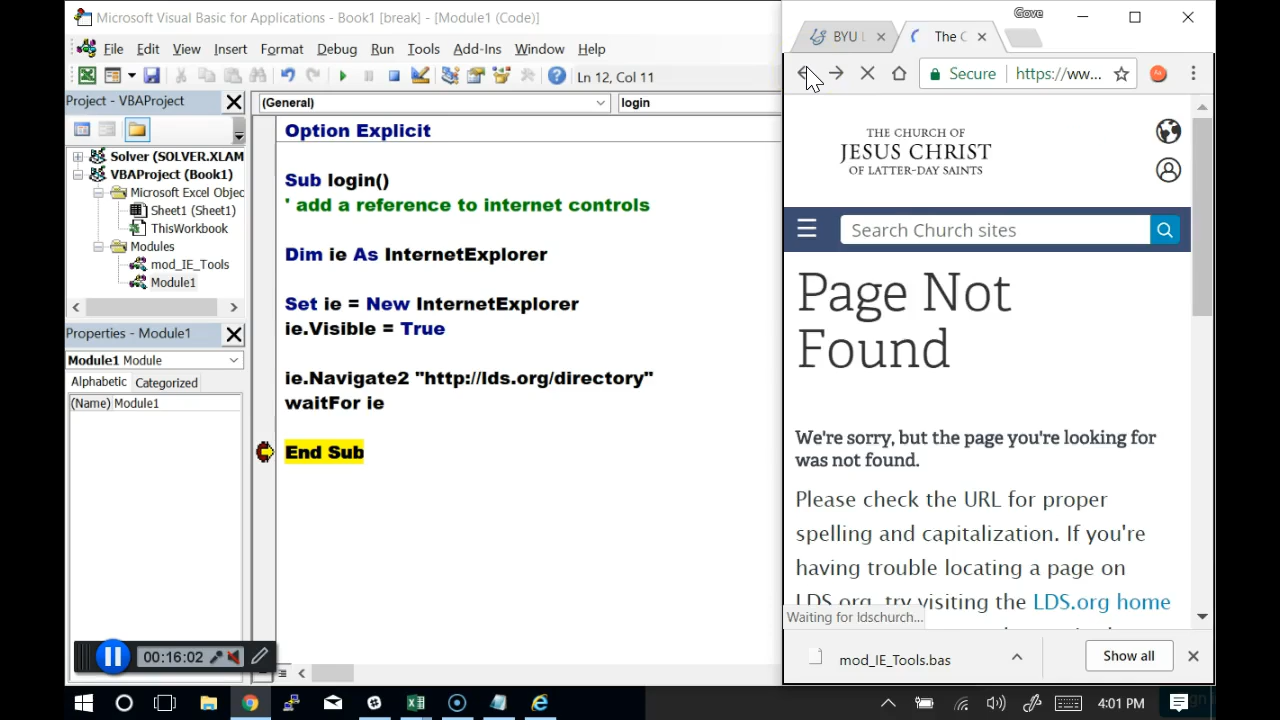 Microsoft Visual Basic for Applications - Book1 [break] - [Module1 (Code)]
File Edit View Insert Format Debug Run Tools Add-Ins Window Help
Ln 12, Col 11
Project - VBAProject
Solver (SOLVER.XLAM
VBAProject (Book1)
Microsoft Excel Objec
Sheet1 (Sheet1)
ThisWorkbook
Modules
mod_IE_Tools
Module1
Properties - Module1
Module1 Module
Alphabetic Categorized
(Name) Module1
(General) login
Option Explicit
Sub login()
' add a reference to internet controls
Dim ie As InternetExplorer
Set ie = New InternetExplorer
ie.Visible = True
ie.Navigate2 "http://lds.org/directory"
waitFor ie
End Sub
00:16:02
Gove
BYU L The C
Secure https://ww...
THE CHURCH OF
JESUS CHRIST
OF LATTER-DAY SAINTS
Search Church sites
Page Not
Found
We're sorry, but the page you're looking for
was not found.
Please check the URL for proper
spelling and capitalization. If you're
having trouble locating a page on
LDS.org, try visiting the LDS.org home
Waiting for ldschurch...
mod_IE_Tools.bas Show all
4:01 PM